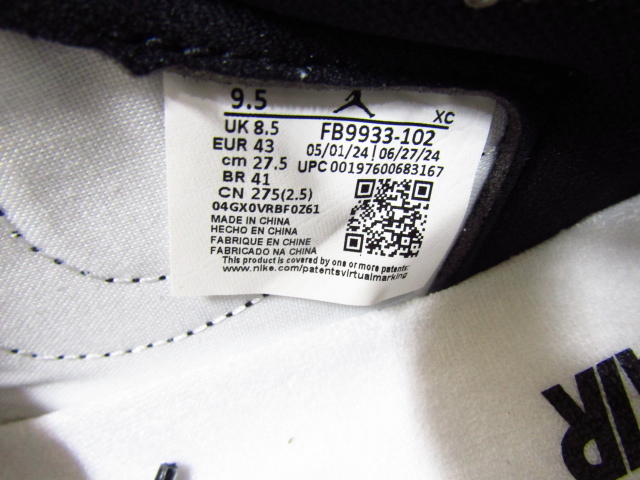 9.5
XC
UK 8.5
EUR 43
cm 27.5
BR 41
CN 275(2.5)
FB9933-102
05/01/24 | 06/27/24
UPC 00197600683167
04GX0VRBF0Z61
MADE IN CHINA
HECHO EN CHINA
FABRIQUE EN CHINE
FABRICADO NA CHINA
This product is covered by one or more patents:
www.nike.com/patentsvirtualmarking
AIR